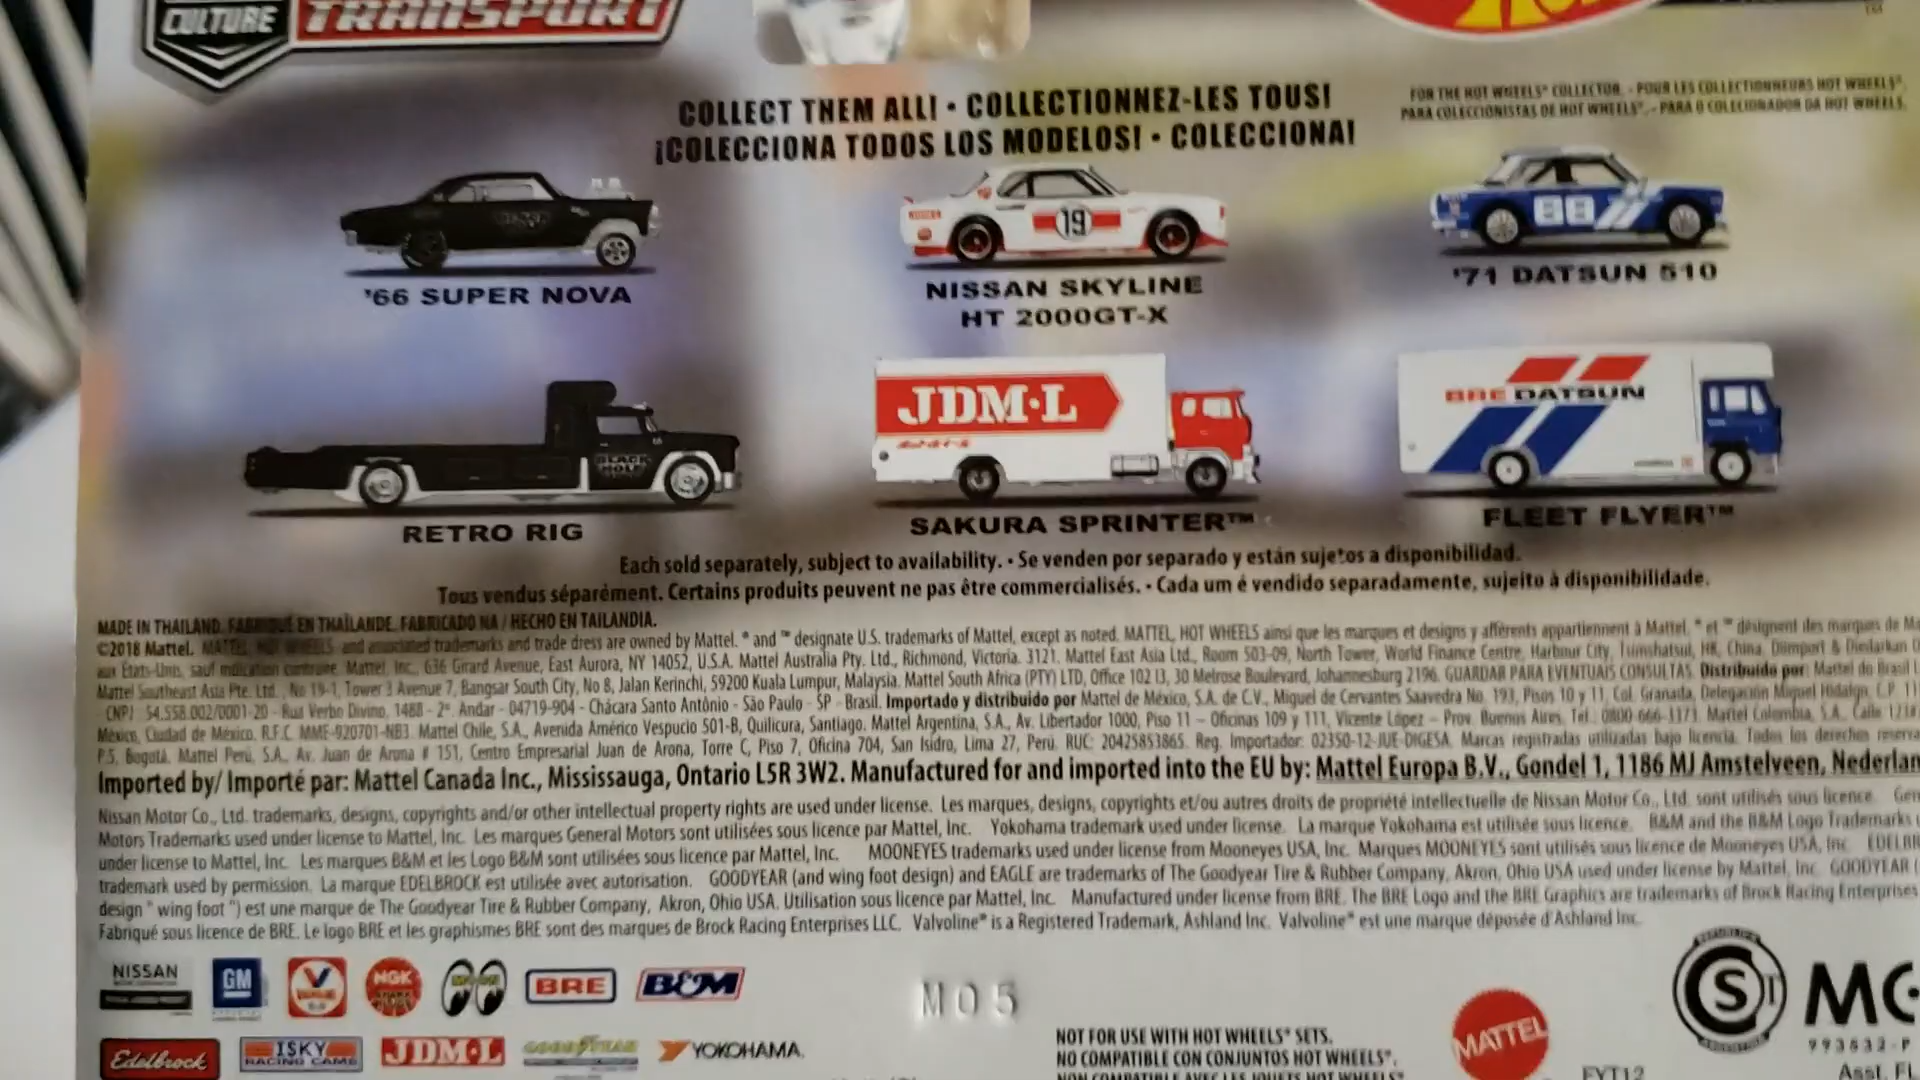 CULTURE
TRANSPORT
COLLECT THEM ALL! • COLLECTIONNEZ-LES TOUS!
¡COLECCIONA TODOS LOS MODELOS! • COLECCIONA!
FOR THE HOT WHEELS® COLLECTOR. - POUR LES COLLECTIONNEURS HOT WHEELS®.
PARA COLECCIONISTAS DE HOT WHEELS®. - PARA O COLECIONADOR DA HOT WHEELS.
19
'66 SUPER NOVA
NISSAN SKYLINE
HT 2000GT-X
'71 DATSUN 510
BLACK
HOLE
JDM•L
BRE DATSUN
RETRO RIG
SAKURA SPRINTER™
FLEET FLYER™
Each sold separately, subject to availability. • Se venden por separado y están sujetos a disponibilidad.
Tous vendus séparément. Certains produits peuvent ne pas être commercialisés. • Cada um é vendido separadamente, sujeito à disponibilidade.
MADE IN THAILAND. FABRIQUÉ EN THAÏLANDE. FABRICADO NA / HECHO EN TAILANDIA.
©2018 Mattel. MATTEL, HOT WHEELS and associated trademarks and trade dress are owned by Mattel. ® and ™ designate U.S. trademarks of Mattel, except as noted. MATTEL, HOT WHEELS ainsi que les marques et designs y afférents appartiennent à Mattel. ® et ™ désignent des marques de
aux États-Unis, sauf indication contraire. Mattel, Inc., 636 Girard Avenue, East Aurora, NY 14052, U.S.A. Mattel Australia Pty. Ltd., Richmond, Victoria. 3121. Mattel East Asia Ltd., Room 503-09, North Tower, World Finance Centre, Harbour City, Tsimshatsui, HK, China. Diimport & Diedarkan
Mattel Southeast Asia Pte. Ltd., No 19-1, Tower 3 Avenue 7, Bangsar South City, No 8, Jalan Kerinchi, 59200 Kuala Lumpur, Malaysia. Mattel South Africa (PTY) LTD, Office 102 I3, 30 Melrose Boulevard, Johannesburg 2196. GUARDAR PARA EVENTUAIS CONSULTAS. Distribuido por: Mattel do Brasil
CNPJ : 54.558.002/0001-20 - Rua Verbo Divino, 1488 - 2º. Andar - 04719-904 - Chácara Santo Antônio - São Paulo - SP - Brasil. Importado y distribuido por Mattel de México, S.A. de C.V., Miguel de Cervantes Saavedra No. 193, Pisos 10 y 11, Col. Granada, Delegación Miguel Hidalgo, C.P. 11
México, Ciudad de México. R.F.C. MME-920701-NB3. Mattel Chile, S.A., Avenida Américo Vespucio 501-B, Quilicura, Santiago. Mattel Argentina, S.A., Av. Libertador 1000, Piso 11 – Oficinas 109 y 111, Vicente López – Prov. Buenos Aires. Tel.: 0800-666-3373. Mattel Colombia, S.A., Calle
P.5, Bogotá. Mattel Perú, S.A., Av. Juan de Arona # 151, Centro Empresarial Juan de Arona, Torre C, Piso 7, Oficina 704, San Isidro, Lima 27, Perú. RUC: 20425853865. Reg. Importador: 02350-12-JUE-DIGESA. Marcas registradas utilizadas bajo licencia. Todos los derechos
Imported by/ Importé par: Mattel Canada Inc., Mississauga, Ontario L5R 3W2. Manufactured for and imported into the EU by: Mattel Europa B.V., Gondel 1, 1186 MJ Amstelveen, Nederlan
Nissan Motor Co., Ltd. trademarks, designs, copyrights and/or other intellectual property rights are used under license. Les marques, designs, copyrights et/ou autres droits de propriété intellectuelle de Nissan Motor Co., Ltd. sont utilisés sous licence. Gen
Motors Trademarks used under license to Mattel, Inc. Les marques General Motors sont utilisées sous licence par Mattel, Inc. Yokohama trademark used under license. La marque Yokohama est utilisée sous licence. B&M and the B&M Logo Trademarks
under license to Mattel, Inc. Les marques B&M et les Logo B&M sont utilisées sous licence par Mattel, Inc. MOONEYES trademarks used under license from Mooneyes USA, Inc. Marques MOONEYES sont utilisés sous licence de Mooneyes USA, Inc. EDELBR
trademark used by permission. La marque EDELBROCK est utilisée avec autorisation. GOODYEAR (and wing foot design) and EAGLE are trademarks of The Goodyear Tire & Rubber Company, Akron, Ohio USA used under license by Mattel, Inc. GOODYEAR (
design " wing foot ") est une marque de The Goodyear Tire & Rubber Company, Akron, Ohio USA. Utilisation sous licence par Mattel, Inc. Manufactured under license from BRE. The BRE Logo and the BRE Graphics are trademarks of Brock Racing Enterprises
Fabriqué sous licence de BRE. Le logo BRE et les graphismes BRE sont des marques de Brock Racing Enterprises LLC. Valvoline® is a Registered Trademark, Ashland Inc. Valvoline® est une marque déposée d'Ashland Inc.
NISSAN GM NGK MOON BRE B&M
M05
Edelbrock ISKY RACING CAMS JDM•L GOODYEAR YOKOHAMA.
NOT FOR USE WITH HOT WHEELS® SETS.
NO COMPATIBLE CON CONJUNTOS HOT WHEELS®.
NON COMPATIBLE AVEC LES JOUETS HOT WHEELS®
MATTEL
S
FYT12
993832-P
Asst. FL